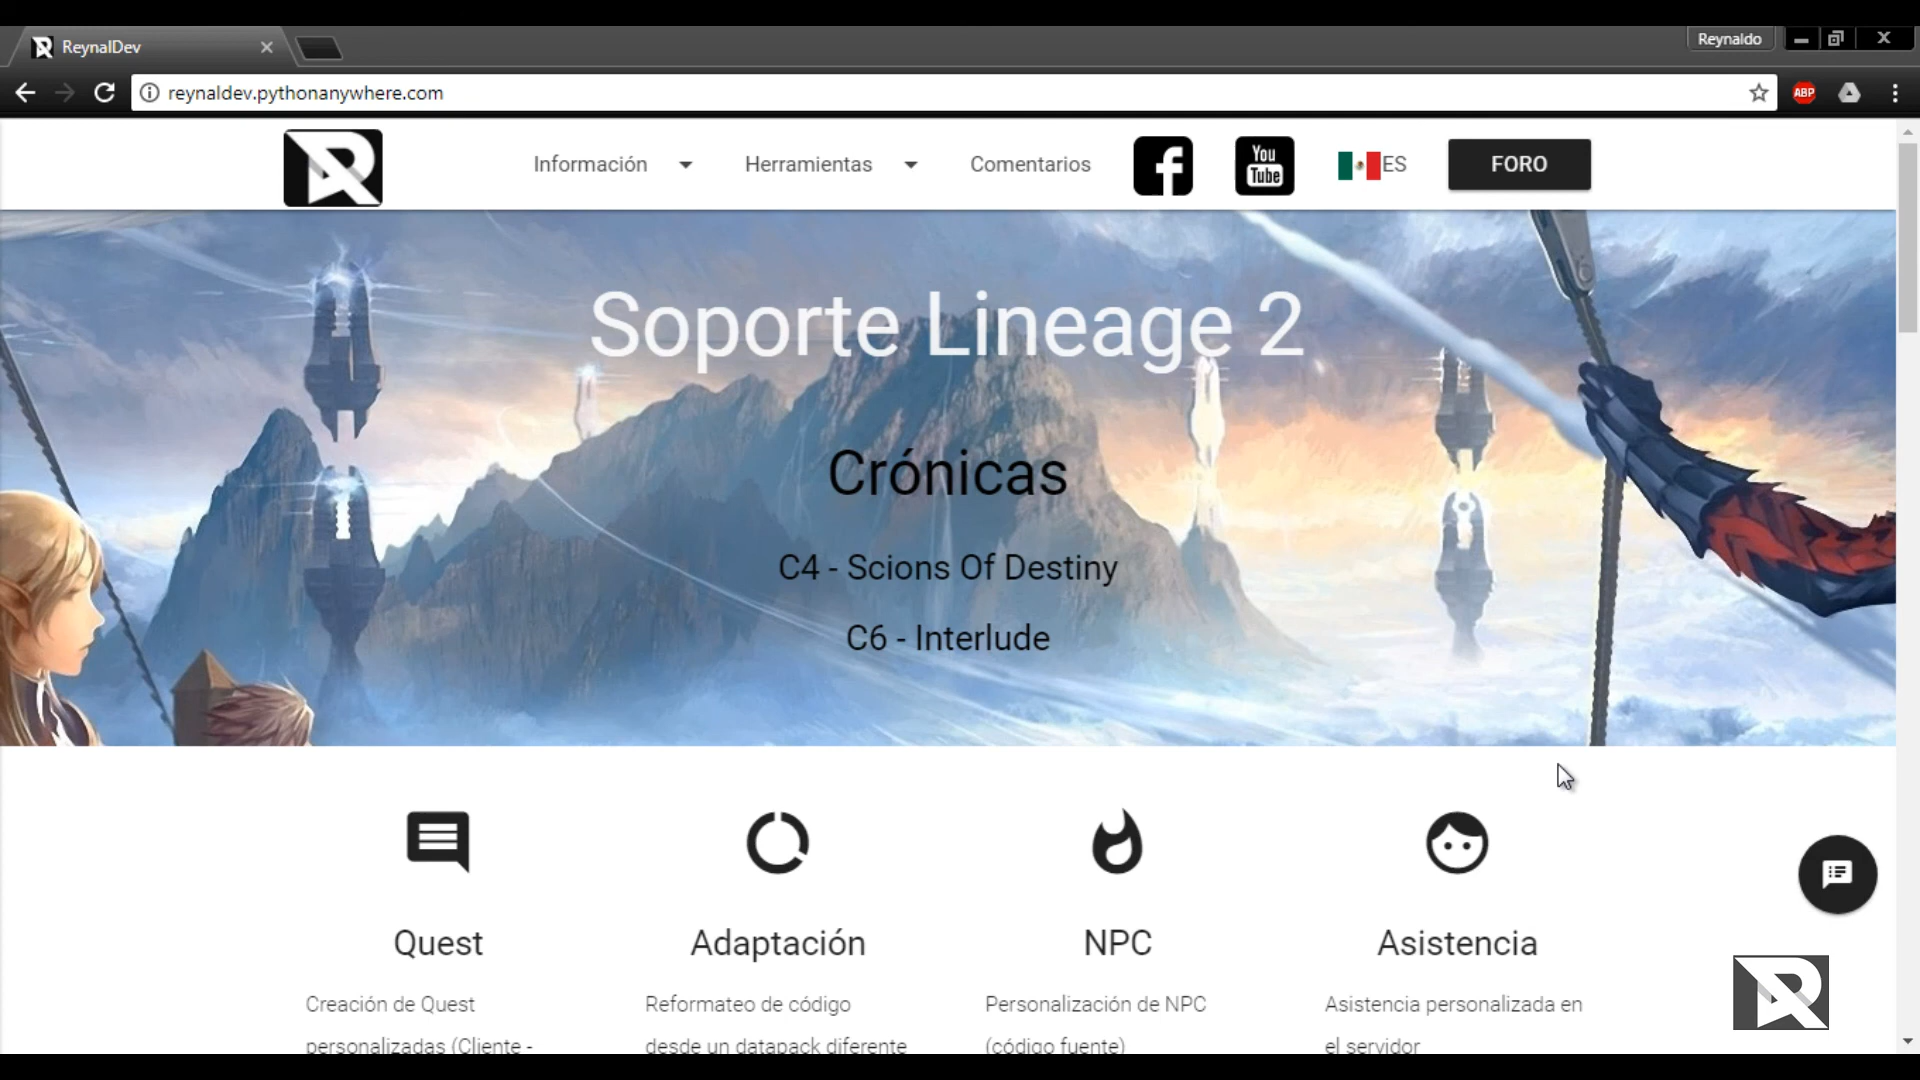 ReynalDev
Reynaldo
reynaldev.pythonanywhere.com
ABP
Información
Herramientas
Comentarios
You
Tube
ES
FORO
Soporte Lineage 2
Crónicas
C4 - Scions Of Destiny
C6 - Interlude
Quest
Adaptación
NPC
Asistencia
Creación de Quest
personalizadas (Cliente -
Reformateo de código
desde un datapack diferente
Personalización de NPC
(código fuente)
Asistencia personalizada en
el servidor